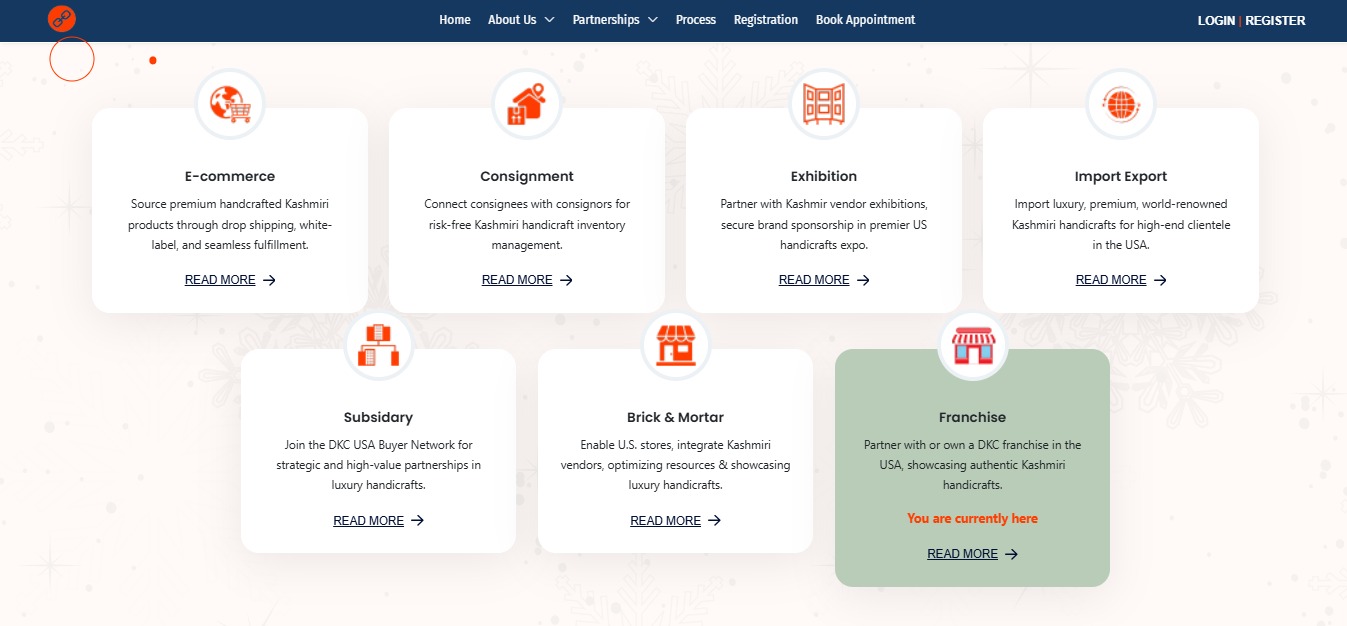 Home About Us Partnerships Process Registration Book Appointment LOGIN | REGISTER
E-commerce
Source premium handcrafted Kashmiri
products through drop shipping, white-
label, and seamless fulfillment.
READ MORE
Consignment
Connect consignees with consignors for
risk-free Kashmiri handicraft inventory
management.
READ MORE
Exhibition
Partner with Kashmir vendor exhibitions,
secure brand sponsorship in premier US
handicrafts expo.
READ MORE
Import Export
Import luxury, premium, world-renowned
Kashmiri handicrafts for high-end clientele
in the USA.
READ MORE
Subsidary
Join the DKC USA Buyer Network for
strategic and high-value partnerships in
luxury handicrafts.
READ MORE
Brick & Mortar
Enable U.S. stores, integrate Kashmiri
vendors, optimizing resources & showcasing
luxury handicrafts.
READ MORE
Franchise
Partner with or own a DKC franchise in the
USA, showcasing authentic Kashmiri
handicrafts.
You are currently here
READ MORE